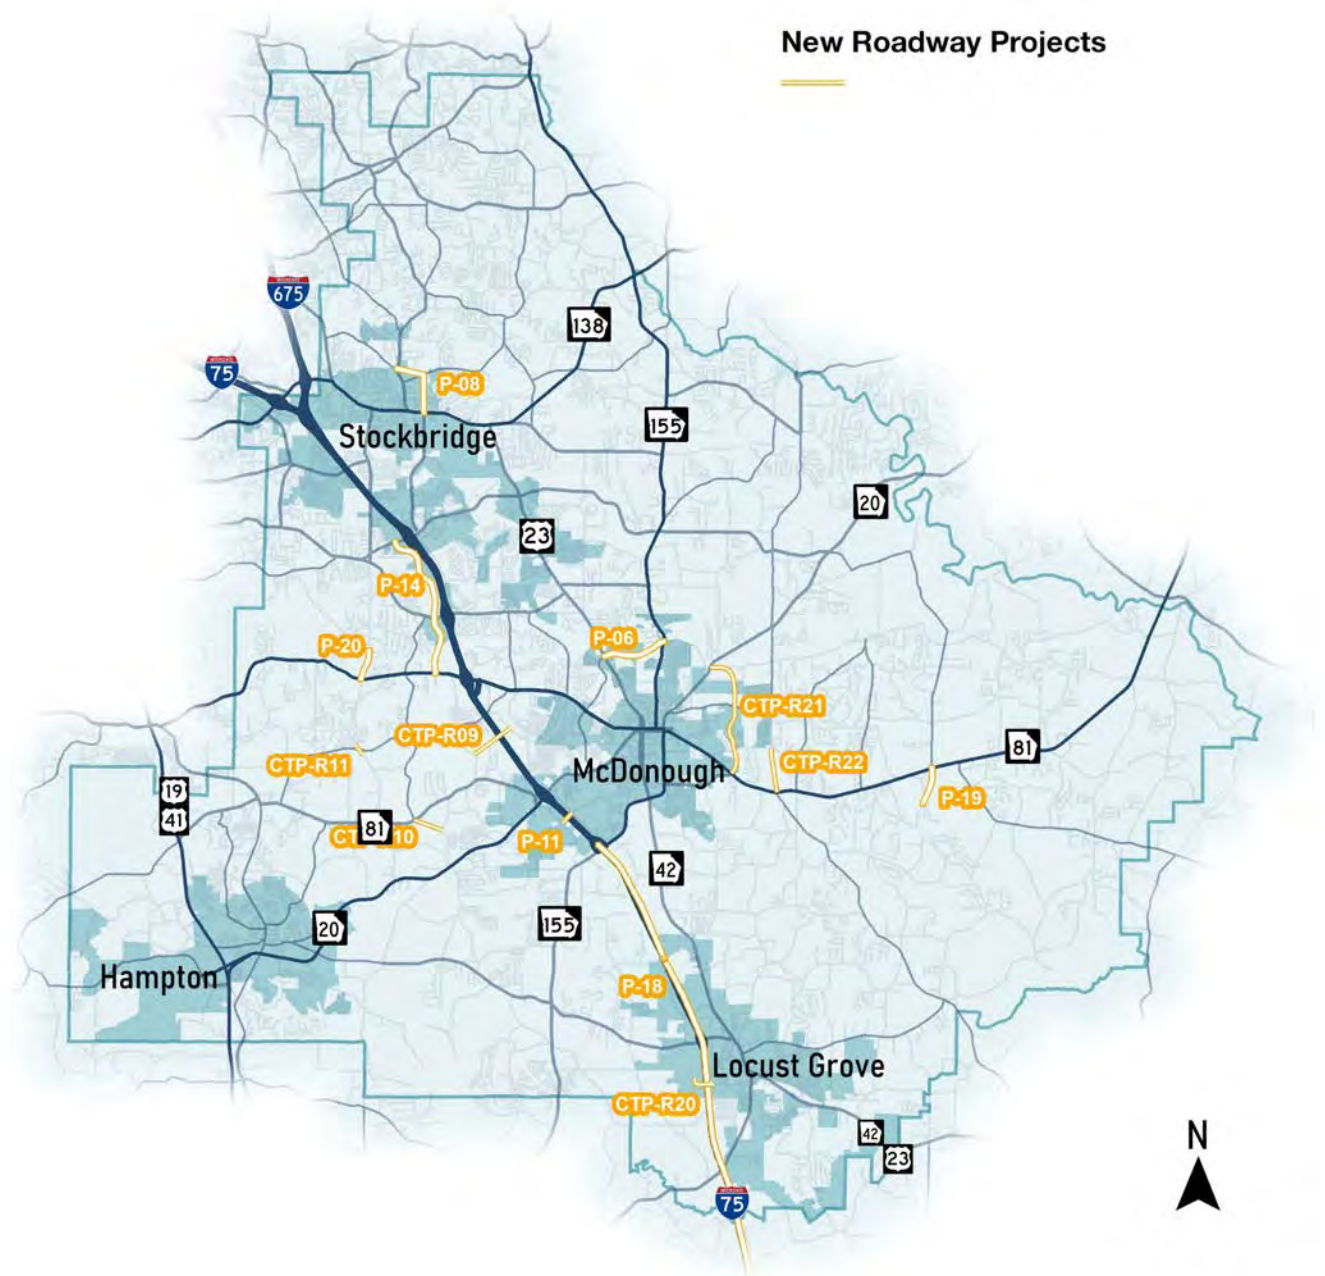 New Roadway Projects
675
138
75
P-08
155
Stockbridge
20
23
P-14
P-06
P-20
CTP-R21
CTP-R09
81
CTP-R11
CTP-R22
McDonough
19
P-19
41
81
CT
10
P-11
42
155
20
Hampton
P-18
Locust Grove
CTP-R20
42
23
N
75